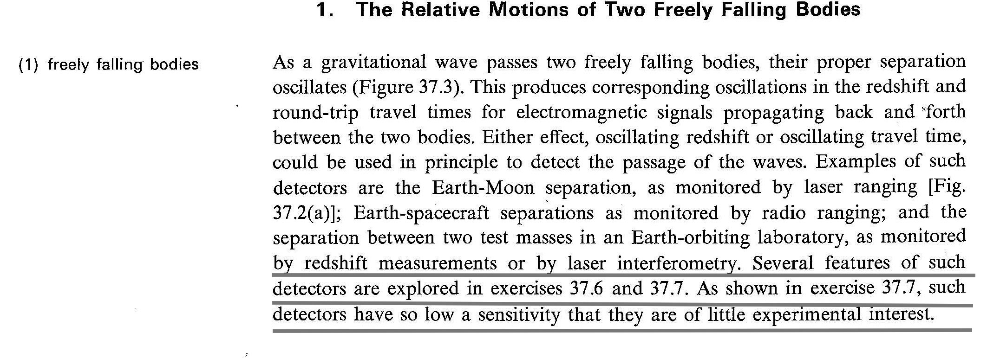 1. The Relative Motions of Two Freely Falling Bodies
(1) freely falling bodies
As a gravitational wave passes two freely falling bodies, their proper separation
oscillates (Figure 37.3). This produces corresponding oscillations in the redshift and
round-trip travel times for electromagnetic signals propagating back and forth
between the two bodies. Either effect, oscillating redshift or oscillating travel time,
could be used in principle to detect the passage of the waves. Examples of such
detectors are the Earth-Moon separation, as monitored by laser ranging [Fig.
37.2(a)]; Earth-spacecraft separations as monitored by radio ranging; and the
separation between two test masses in an Earth-orbiting laboratory, as monitored
by redshift measurements or by laser interferometry. Several features of such
detectors are explored in exercises 37.6 and 37.7. As shown in exercise 37.7, such
detectors have so low a sensitivity that they are of little experimental interest.